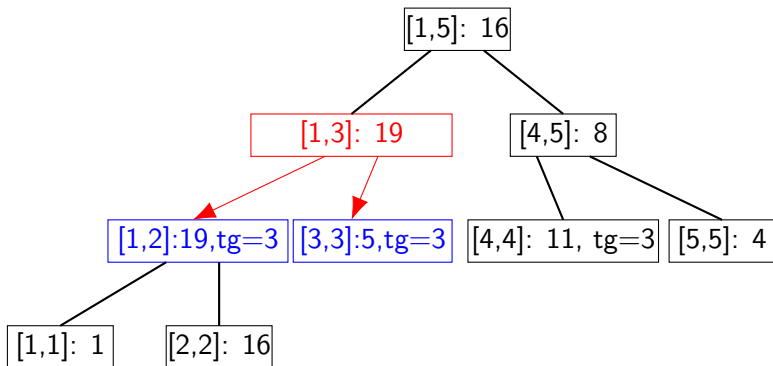 [1,5]: 16
[1,3]: 19
[4,5]: 8
[1,2]:19,tg=3
[3,3]:5,tg=3
[4,4]: 11, tg=3
[5,5]: 4
[1,1]: 1
[2,2]: 16